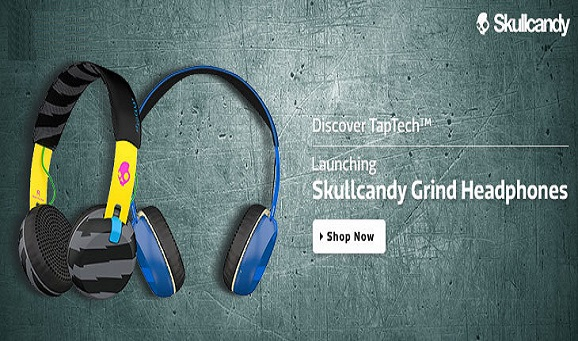 Skullcandy
Discover TapTech™
Launching
Skullcandy Grind Headphones
Shop Now